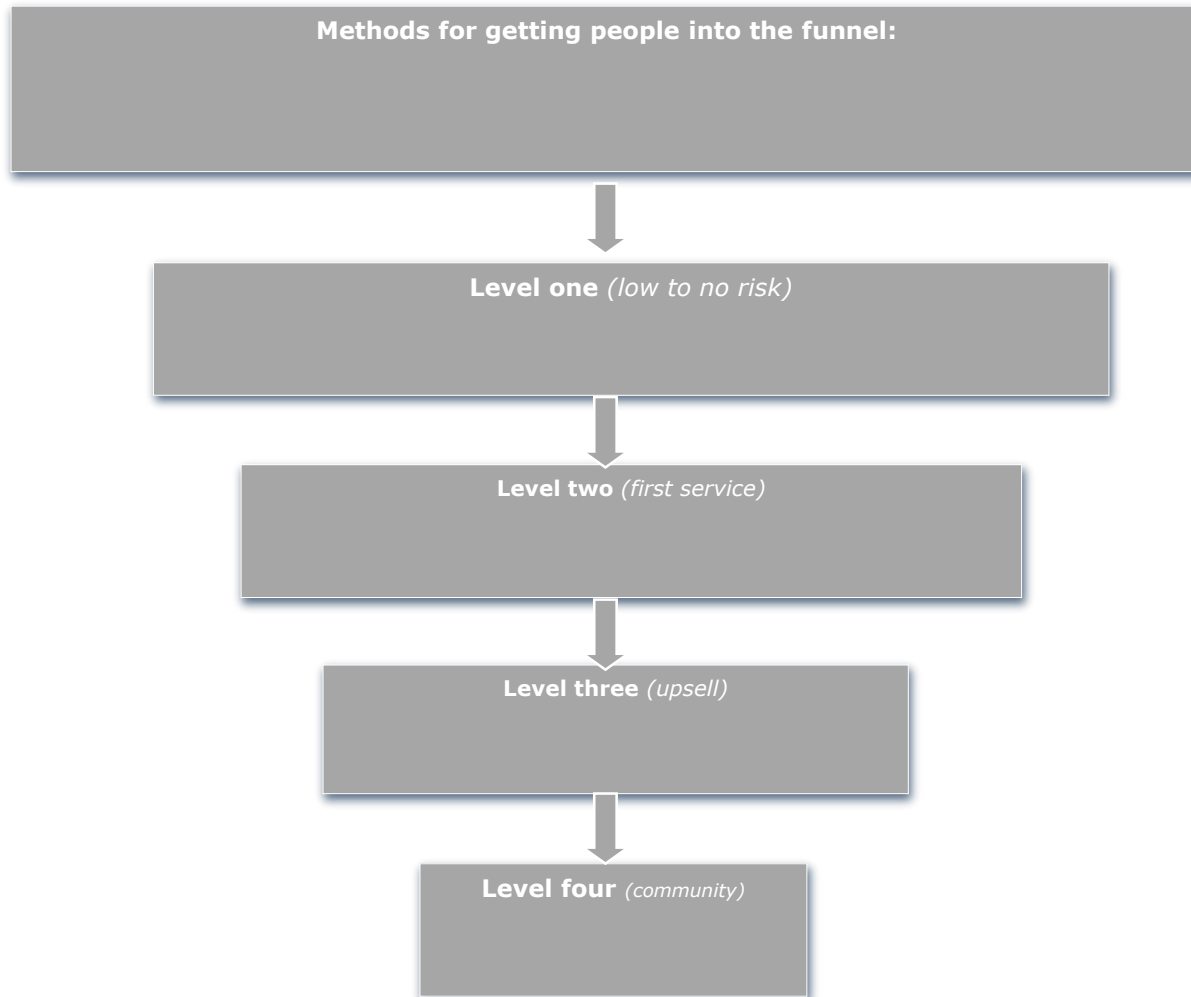 Methods for getting people into the funnel:
Level one (low to no risk)
Level two (first service)
Level three (upsell)
Level four (community)